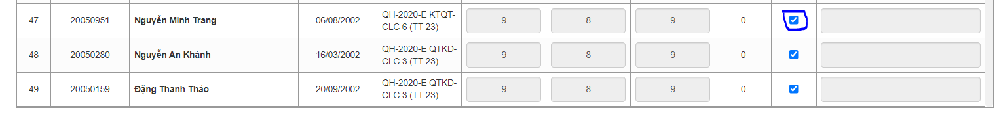 47 20050951 Nguyễn Minh Trang 06/08/2002 QH-2020-E KTQT-CLC 6 (TT 23) 9 8 9 0
48 20050280 Nguyễn An Khánh 16/03/2002 QH-2020-E QTKD-CLC 3 (TT 23) 9 8 9 0
49 20050159 Đặng Thanh Thảo 20/09/2002 QH-2020-E QTKD-CLC 3 (TT 23) 9 8 9 0